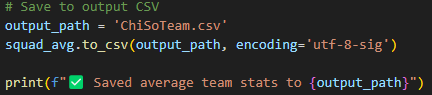 # Save to output CSV
output_path = 'ChiSoTeam.csv'
squad_avg.to_csv(output_path, encoding='utf-8-sig')
print(f"✅ Saved average team stats to {output_path}")